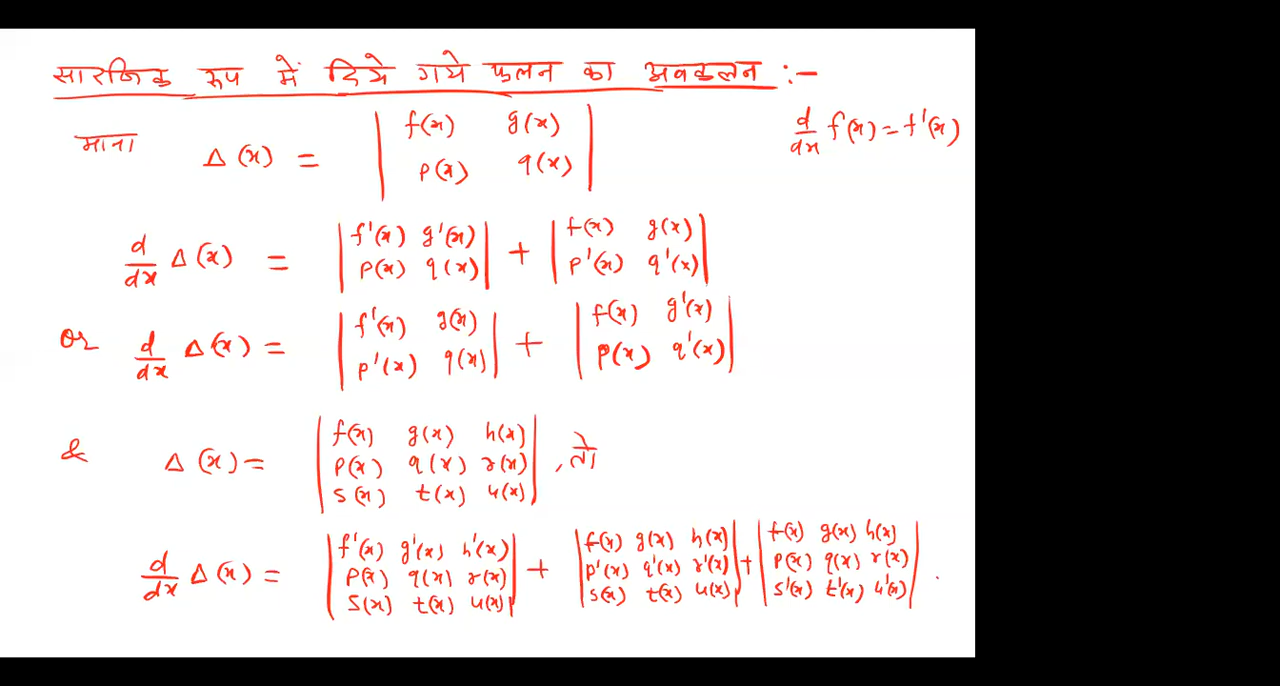 सारणिक रूप में दिये गये फलन का अवकलन :-
माना Δ(x) = | f(x) g(x) |
| p(x) q(x) |
d/dx f(x) = f'(x)
d/dx Δ(x) = | f'(x) g'(x) | + | f(x) g(x) |
| p(x) q(x) | | p'(x) q'(x) |
or d/dx Δ(x) = | f'(x) g(x) | + | f(x) g'(x) |
| p'(x) q(x) | | p(x) q'(x) |
& Δ(x) = | f(x) g(x) h(x) |
| p(x) q(x) r(x) | , तो
| s(x) t(x) u(x) |
d/dx Δ(x) = | f'(x) g'(x) h'(x) | + | f(x) g(x) h(x) | + | f(x) g(x) h(x) |
| p(x) q(x) r(x) | | p'(x) q'(x) r'(x) | | p(x) q(x) r(x) |
| s(x) t(x) u(x) | | s(x) t(x) u(x) | | s'(x) t'(x) u'(x) | .